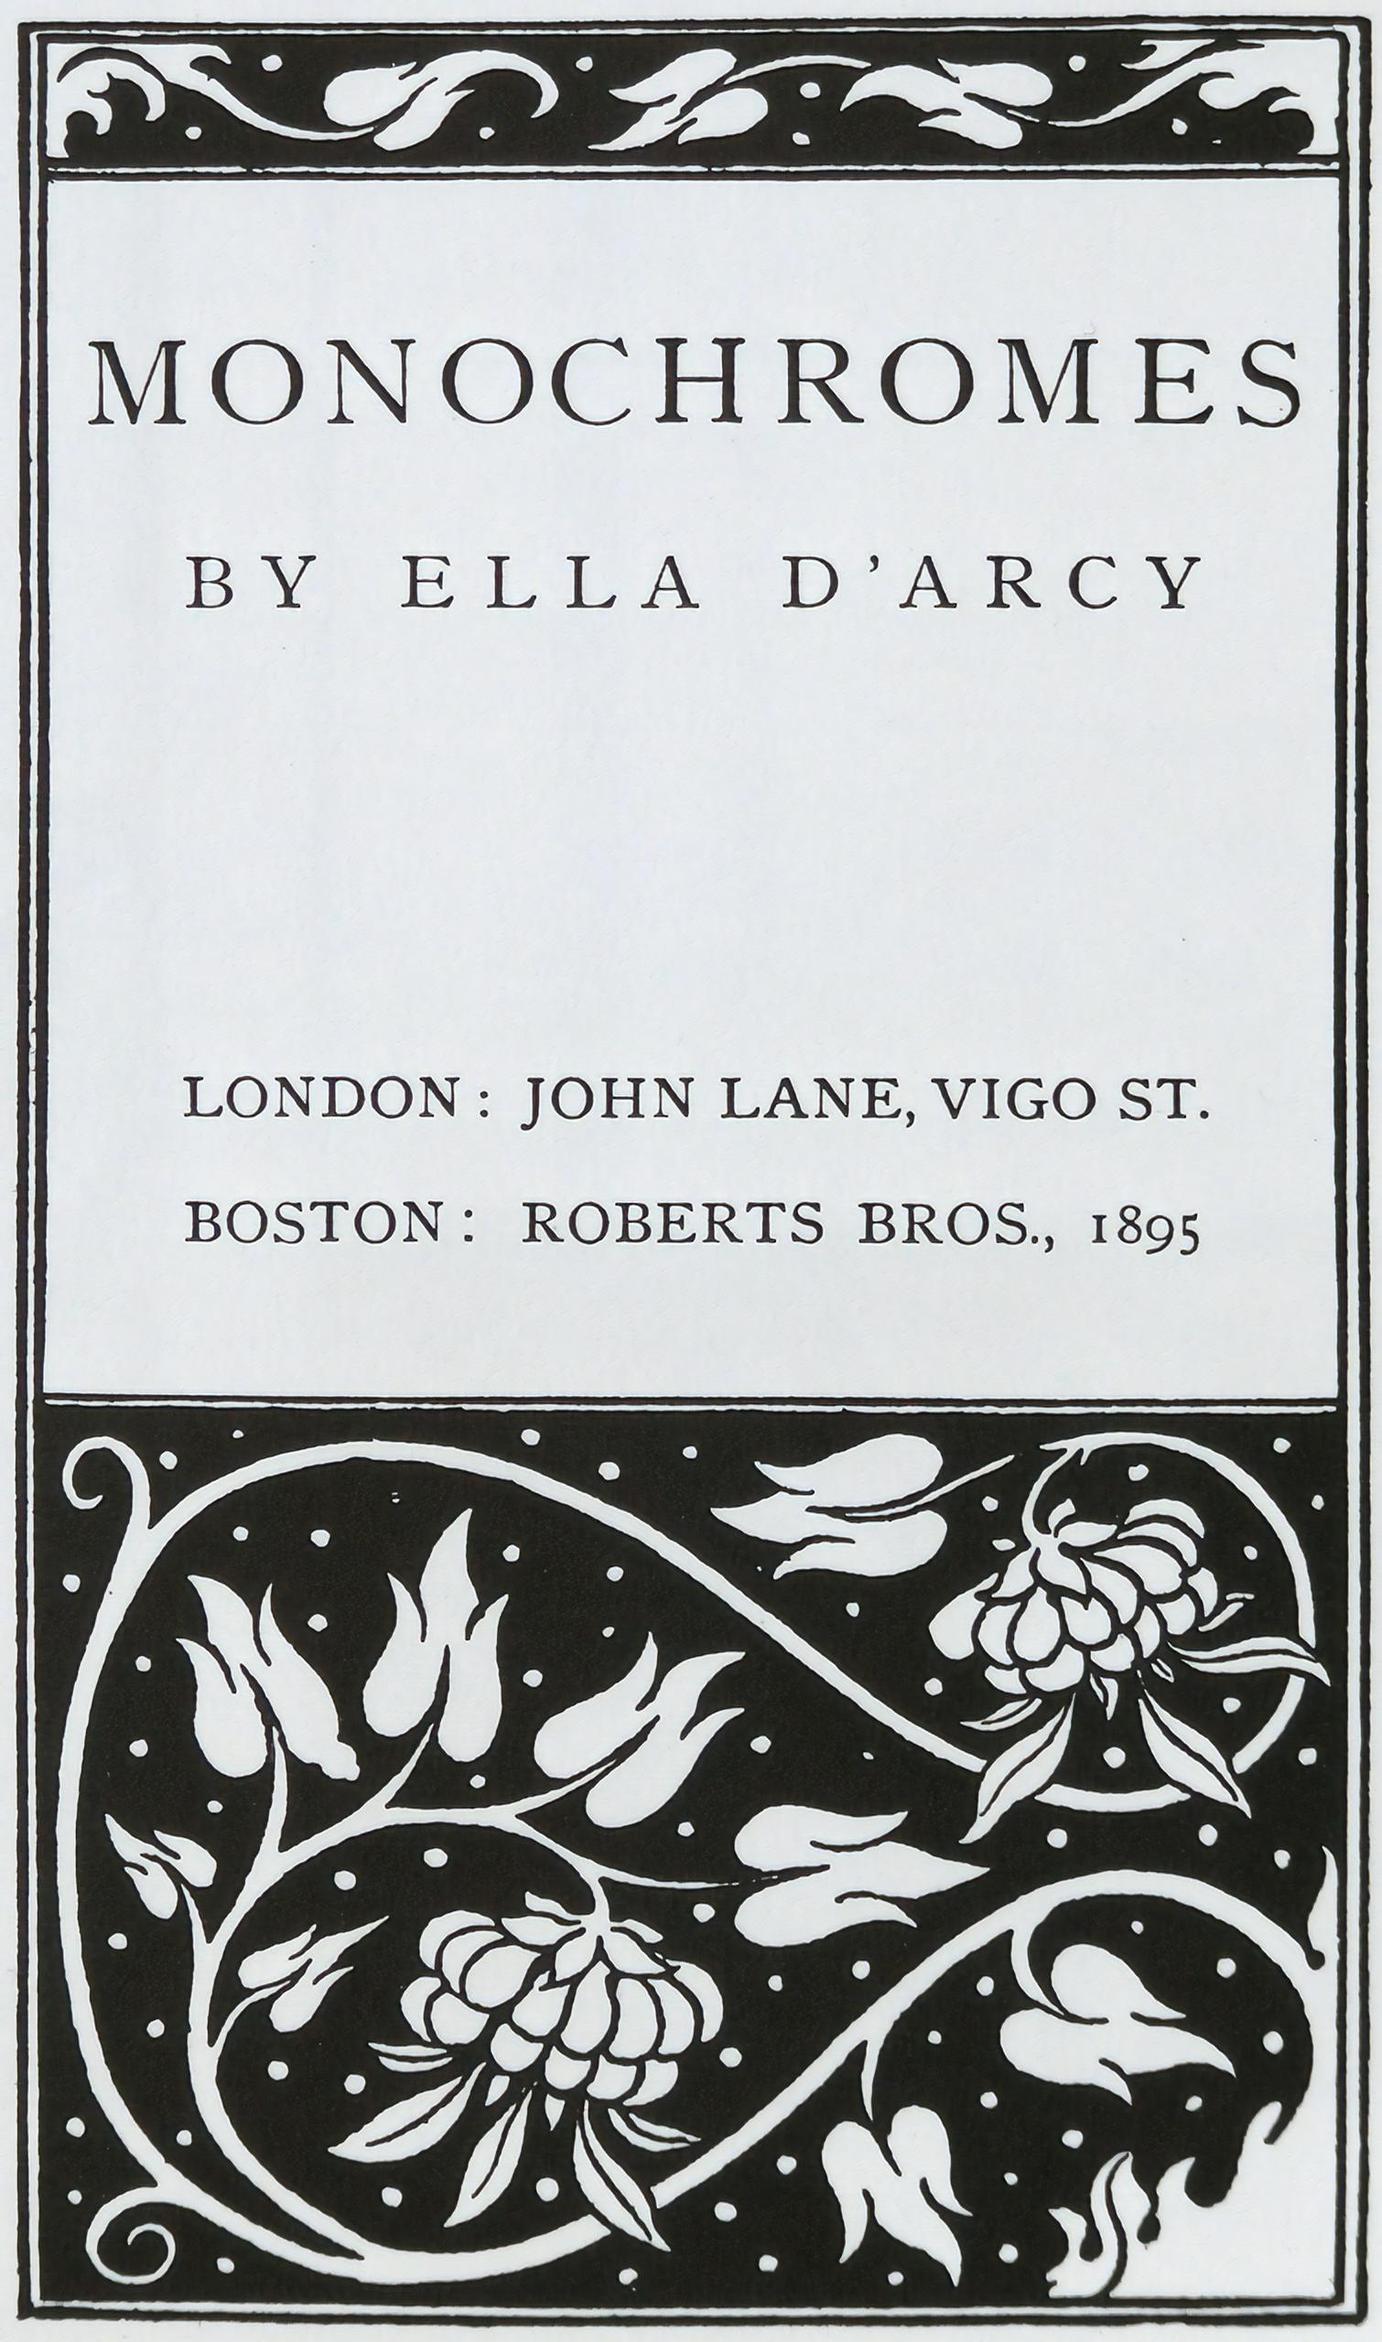 MONOCHROMES
BY ELLA D'ARCY
LONDON: JOHN LANE, VIGO ST.
BOSTON: ROBERTS BROS., 1895